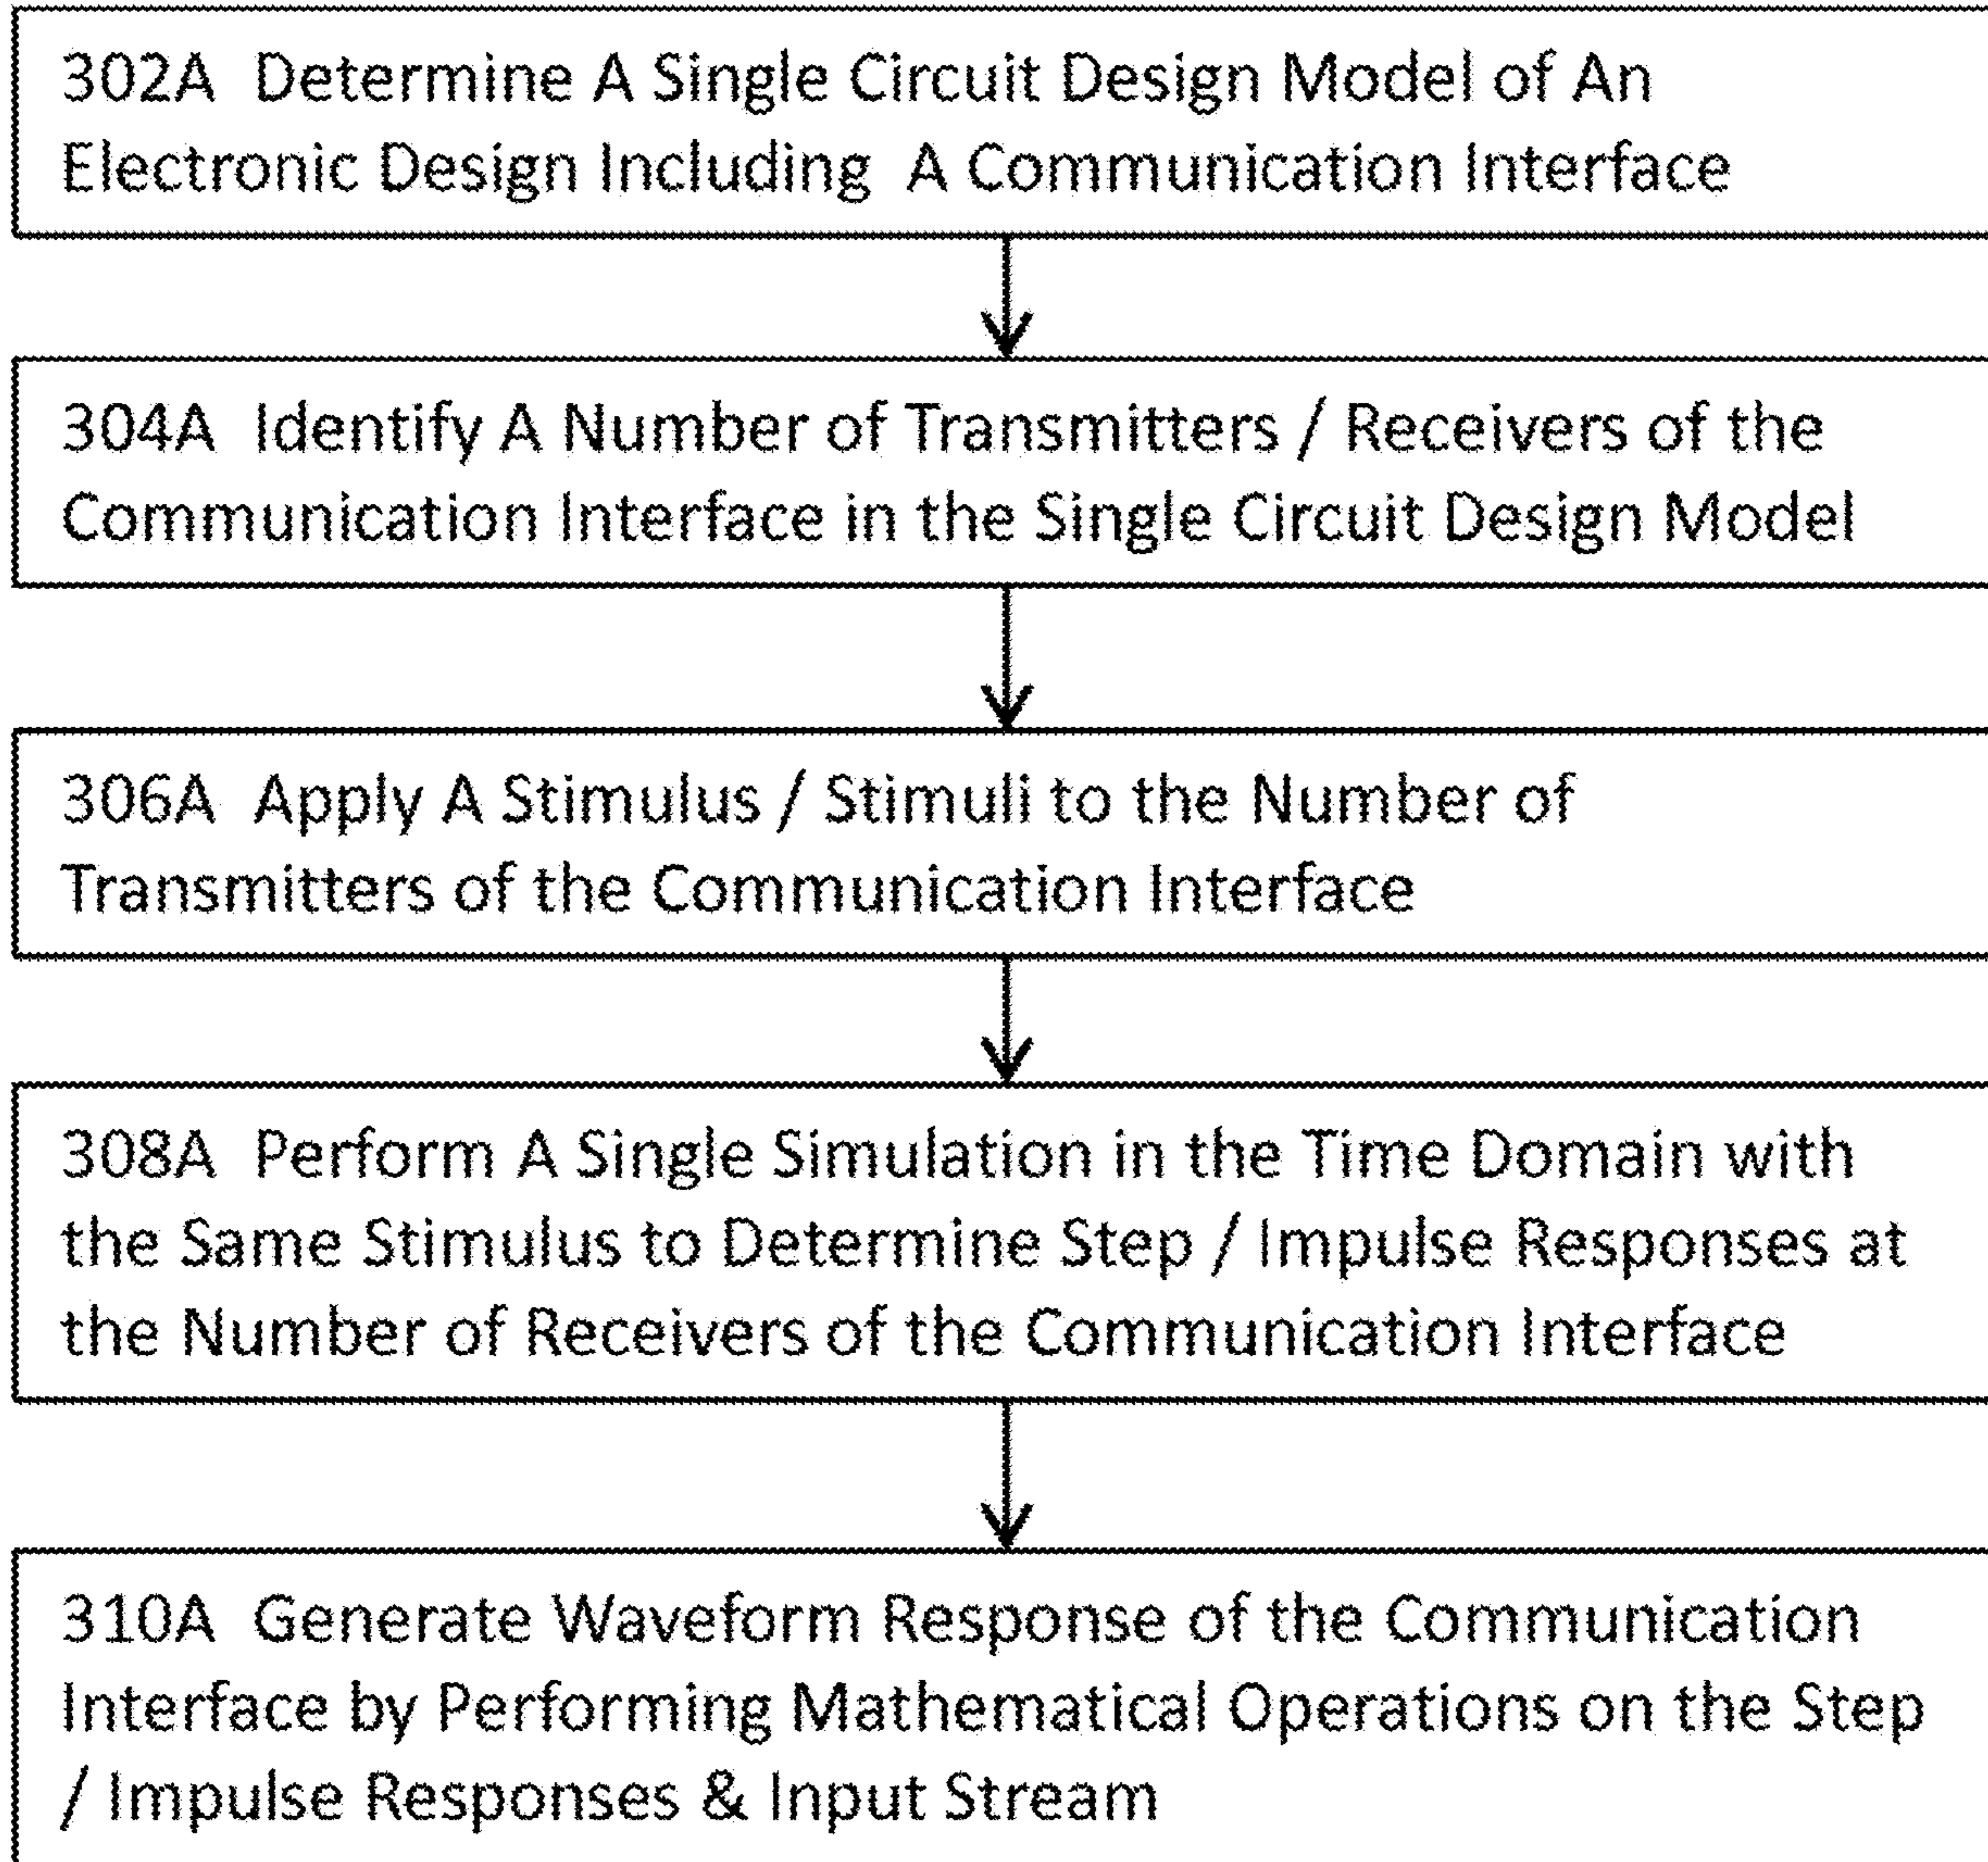 302A Determine A Single Circuit Design Model of An
Electronic Design Including A Communication Interface
304A Identify A Number of Transmitters / Receivers of the
Communication Interface in the Single Circuit Design Model
306A Apply A Stimulus / Stimuli to the Number of
Transmitters of the Communication Interface
308A Perform A Single Simulation in the Time Domain with
the Same Stimulus to Determine Step / Impulse Responses at
the Number of Receivers of the Communication Interface
310A Generate Waveform Response of the Communication
Interface by Performing Mathematical Operations on the Step
/ Impulse Responses & Input Stream